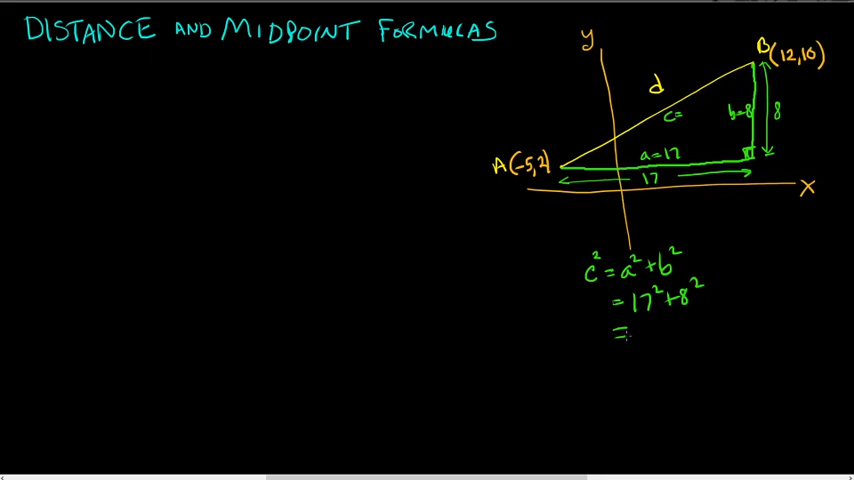 DISTANCE AND MIDPOINT FORMULAS
y
B(12,10)
d
c=
b=8
8
A(-5,2)
a=17
17
x
c² = a² + b²
= 17² + 8²
=